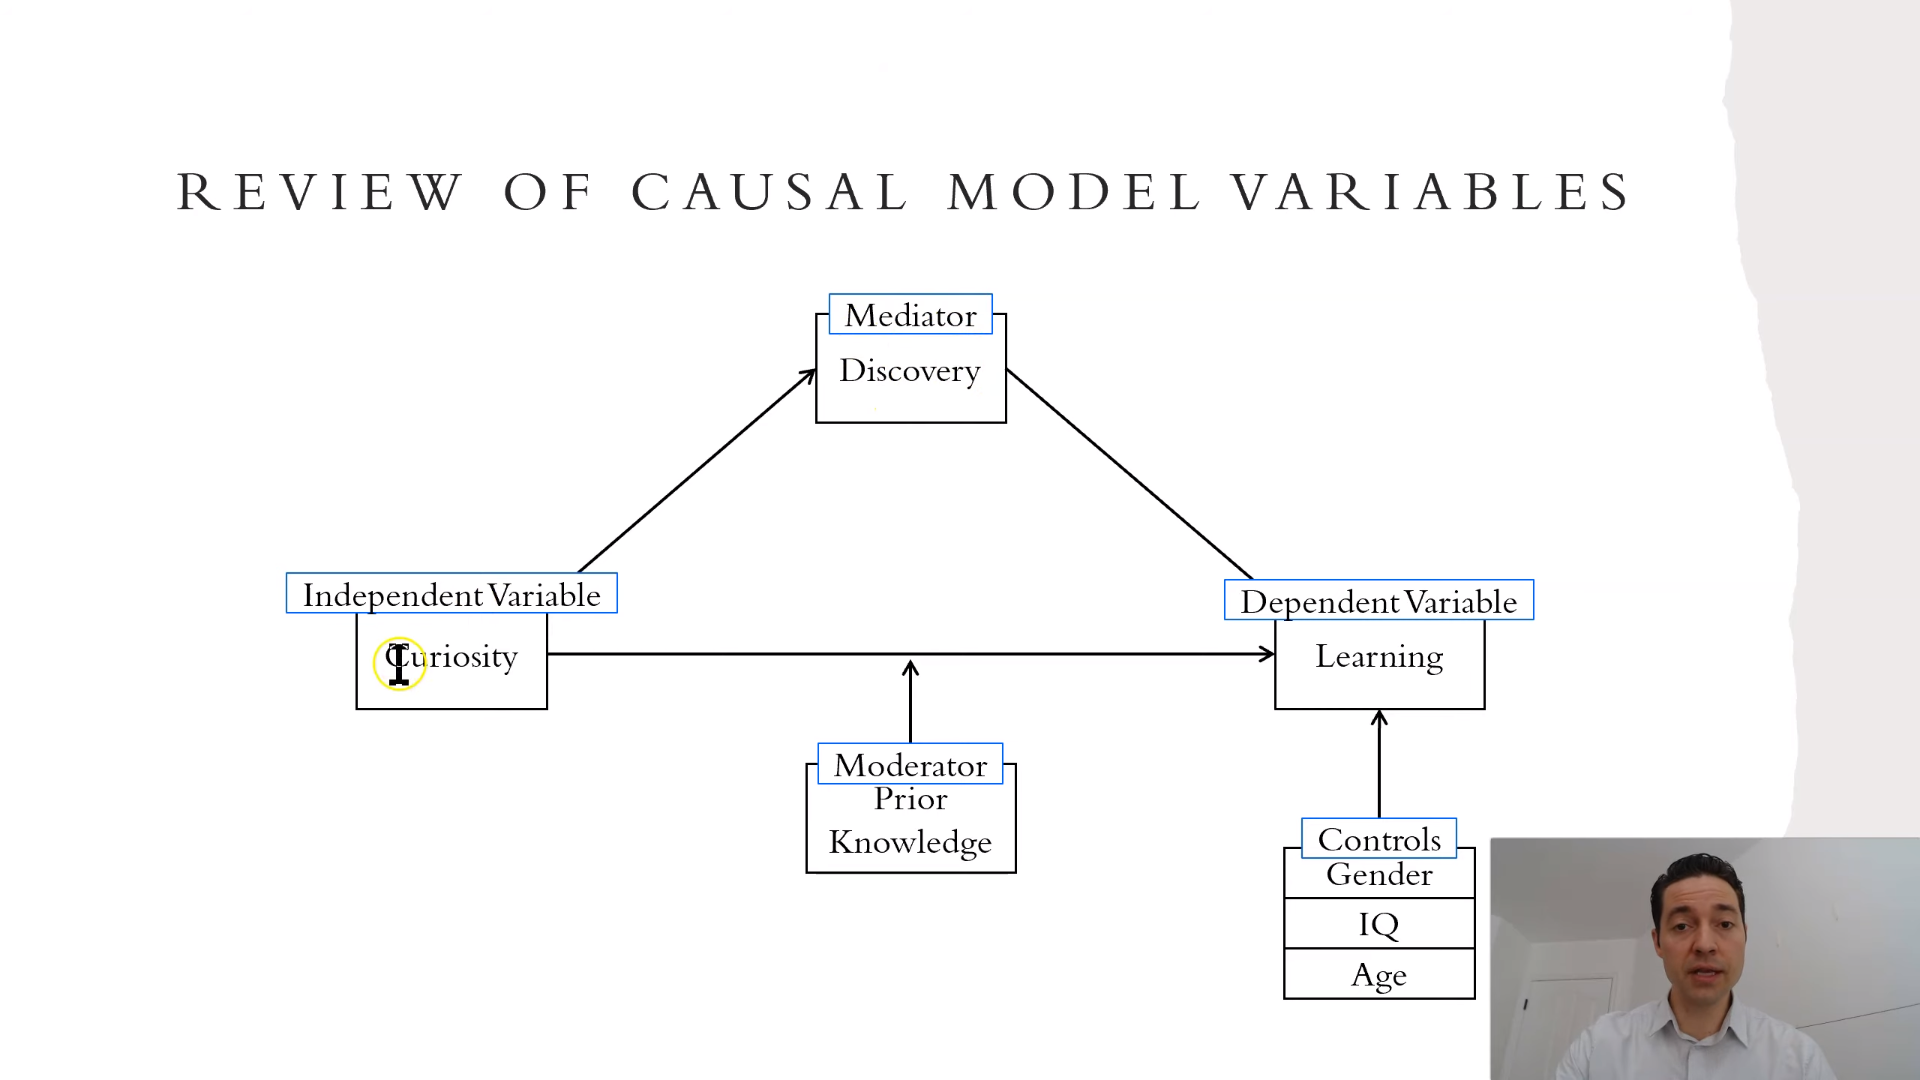 REVIEW OF CAUSAL MODEL VARIABLES
Mediator
Discovery
Independent Variable
Curiosity
Dependent Variable
Learning
Moderator
Prior
Knowledge
Controls
Gender
IQ
Age